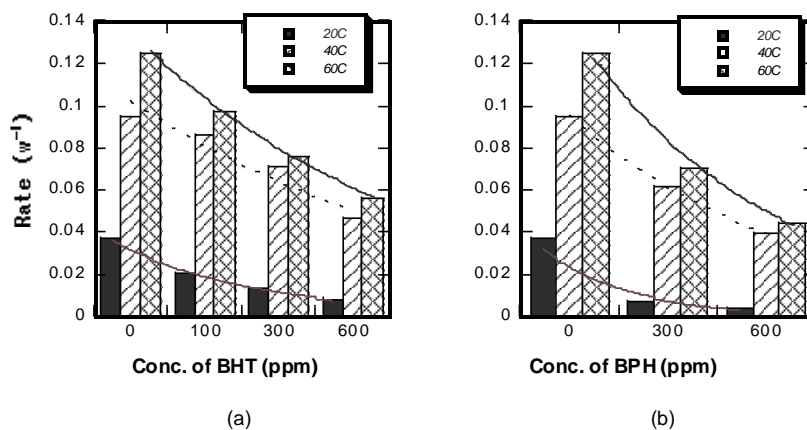 0.14
0.12
0.1
0.08
0.06
0.04
0.02
0
Rate (w⁻¹)
20C
40C
60C
0 100 300 600
Conc. of BHT (ppm)
(a)
0.14
0.12
0.1
0.08
0.06
0.04
0.02
0
20C
40C
60C
0 300 600
Conc. of BPH (ppm)
(b)